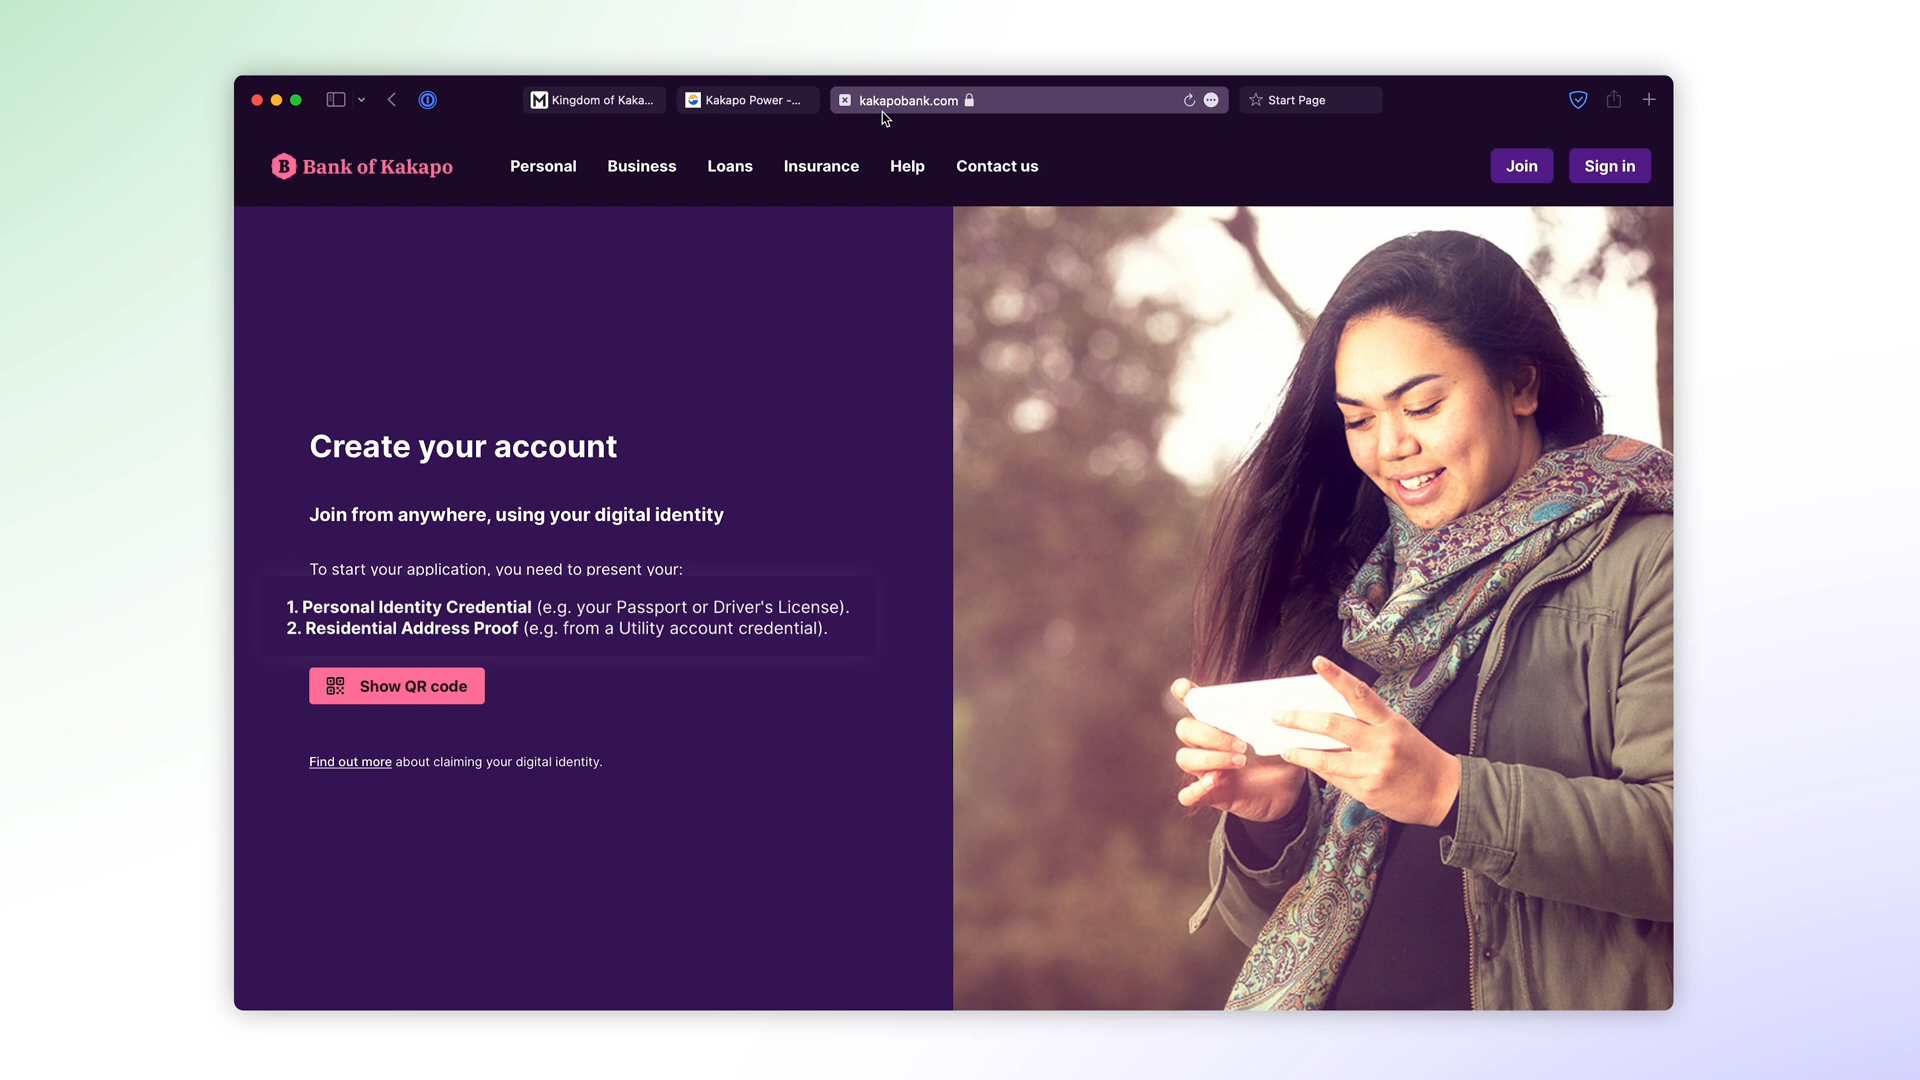 Kingdom of Kaka...
Kakapo Power -...
kakapobank.com
Start Page
Bank of Kakapo
Personal
Business
Loans
Insurance
Help
Contact us
Join
Sign in
Create your account
Join from anywhere, using your digital identity
To start your application, you need to present your:
1. Personal Identity Credential (e.g. your Passport or Driver's License).
2. Residential Address Proof (e.g. from a Utility account credential).
Show QR code
Find out more about claiming your digital identity.